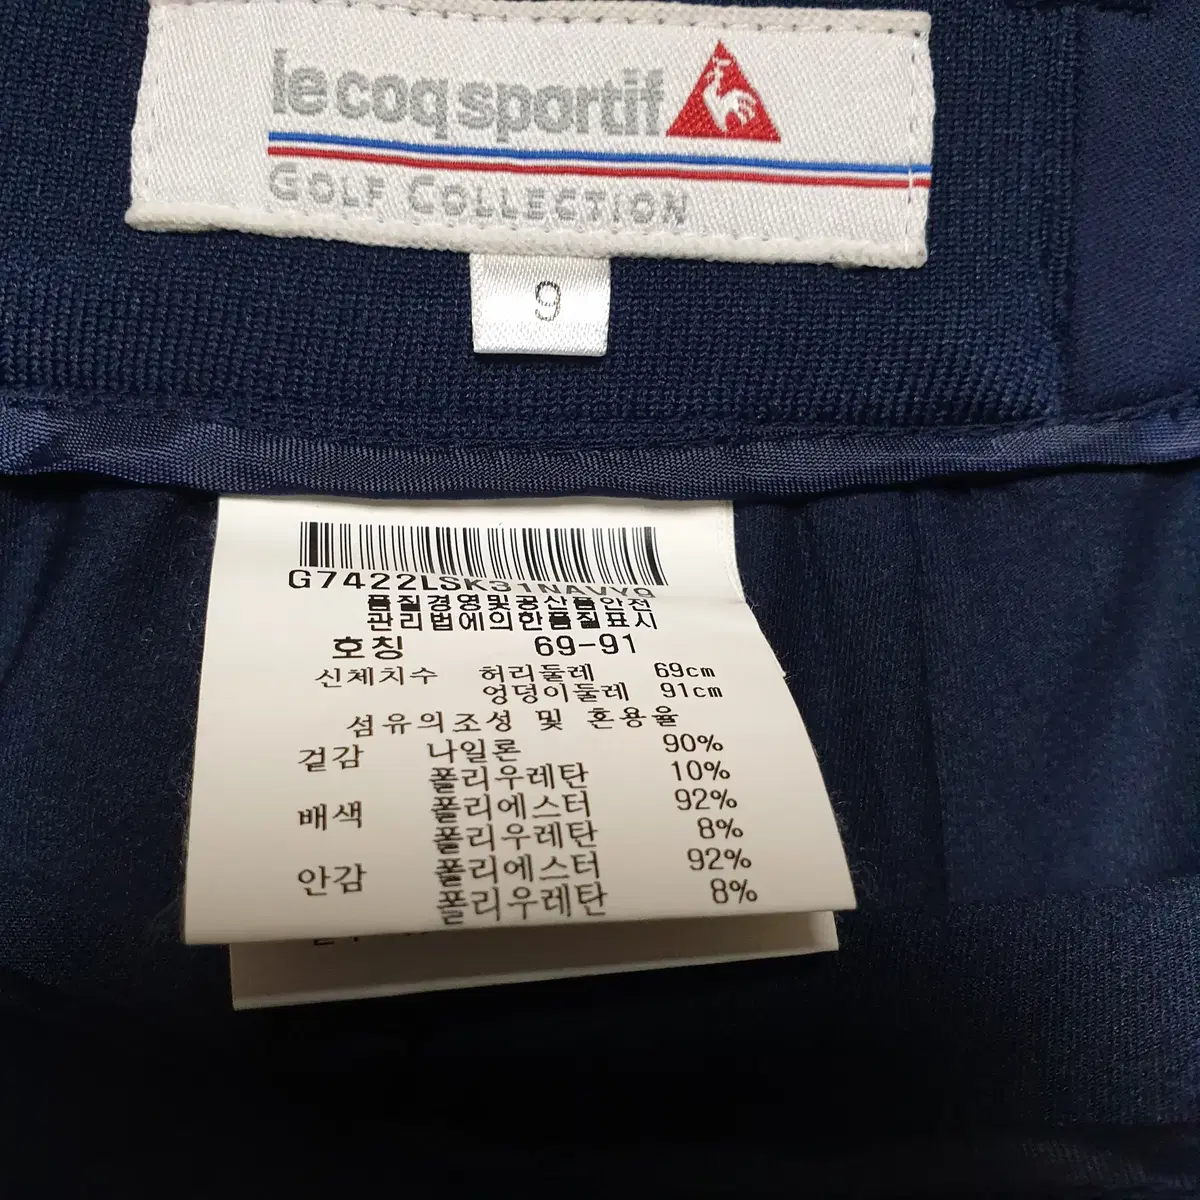 le coq sportif
GOLF COLLECTION
9
G7422LSK31NAVY9
품질경영및공산품안전
관리법에의한품질표시
호칭 69-91
신체치수 허리둘레 69cm
엉덩이둘레 91cm
섬유의조성 및 혼용율
겉감 나일론 90%
폴리우레탄 10%
배색 폴리에스터 92%
폴리우레탄 8%
안감 폴리에스터 92%
폴리우레탄 8%